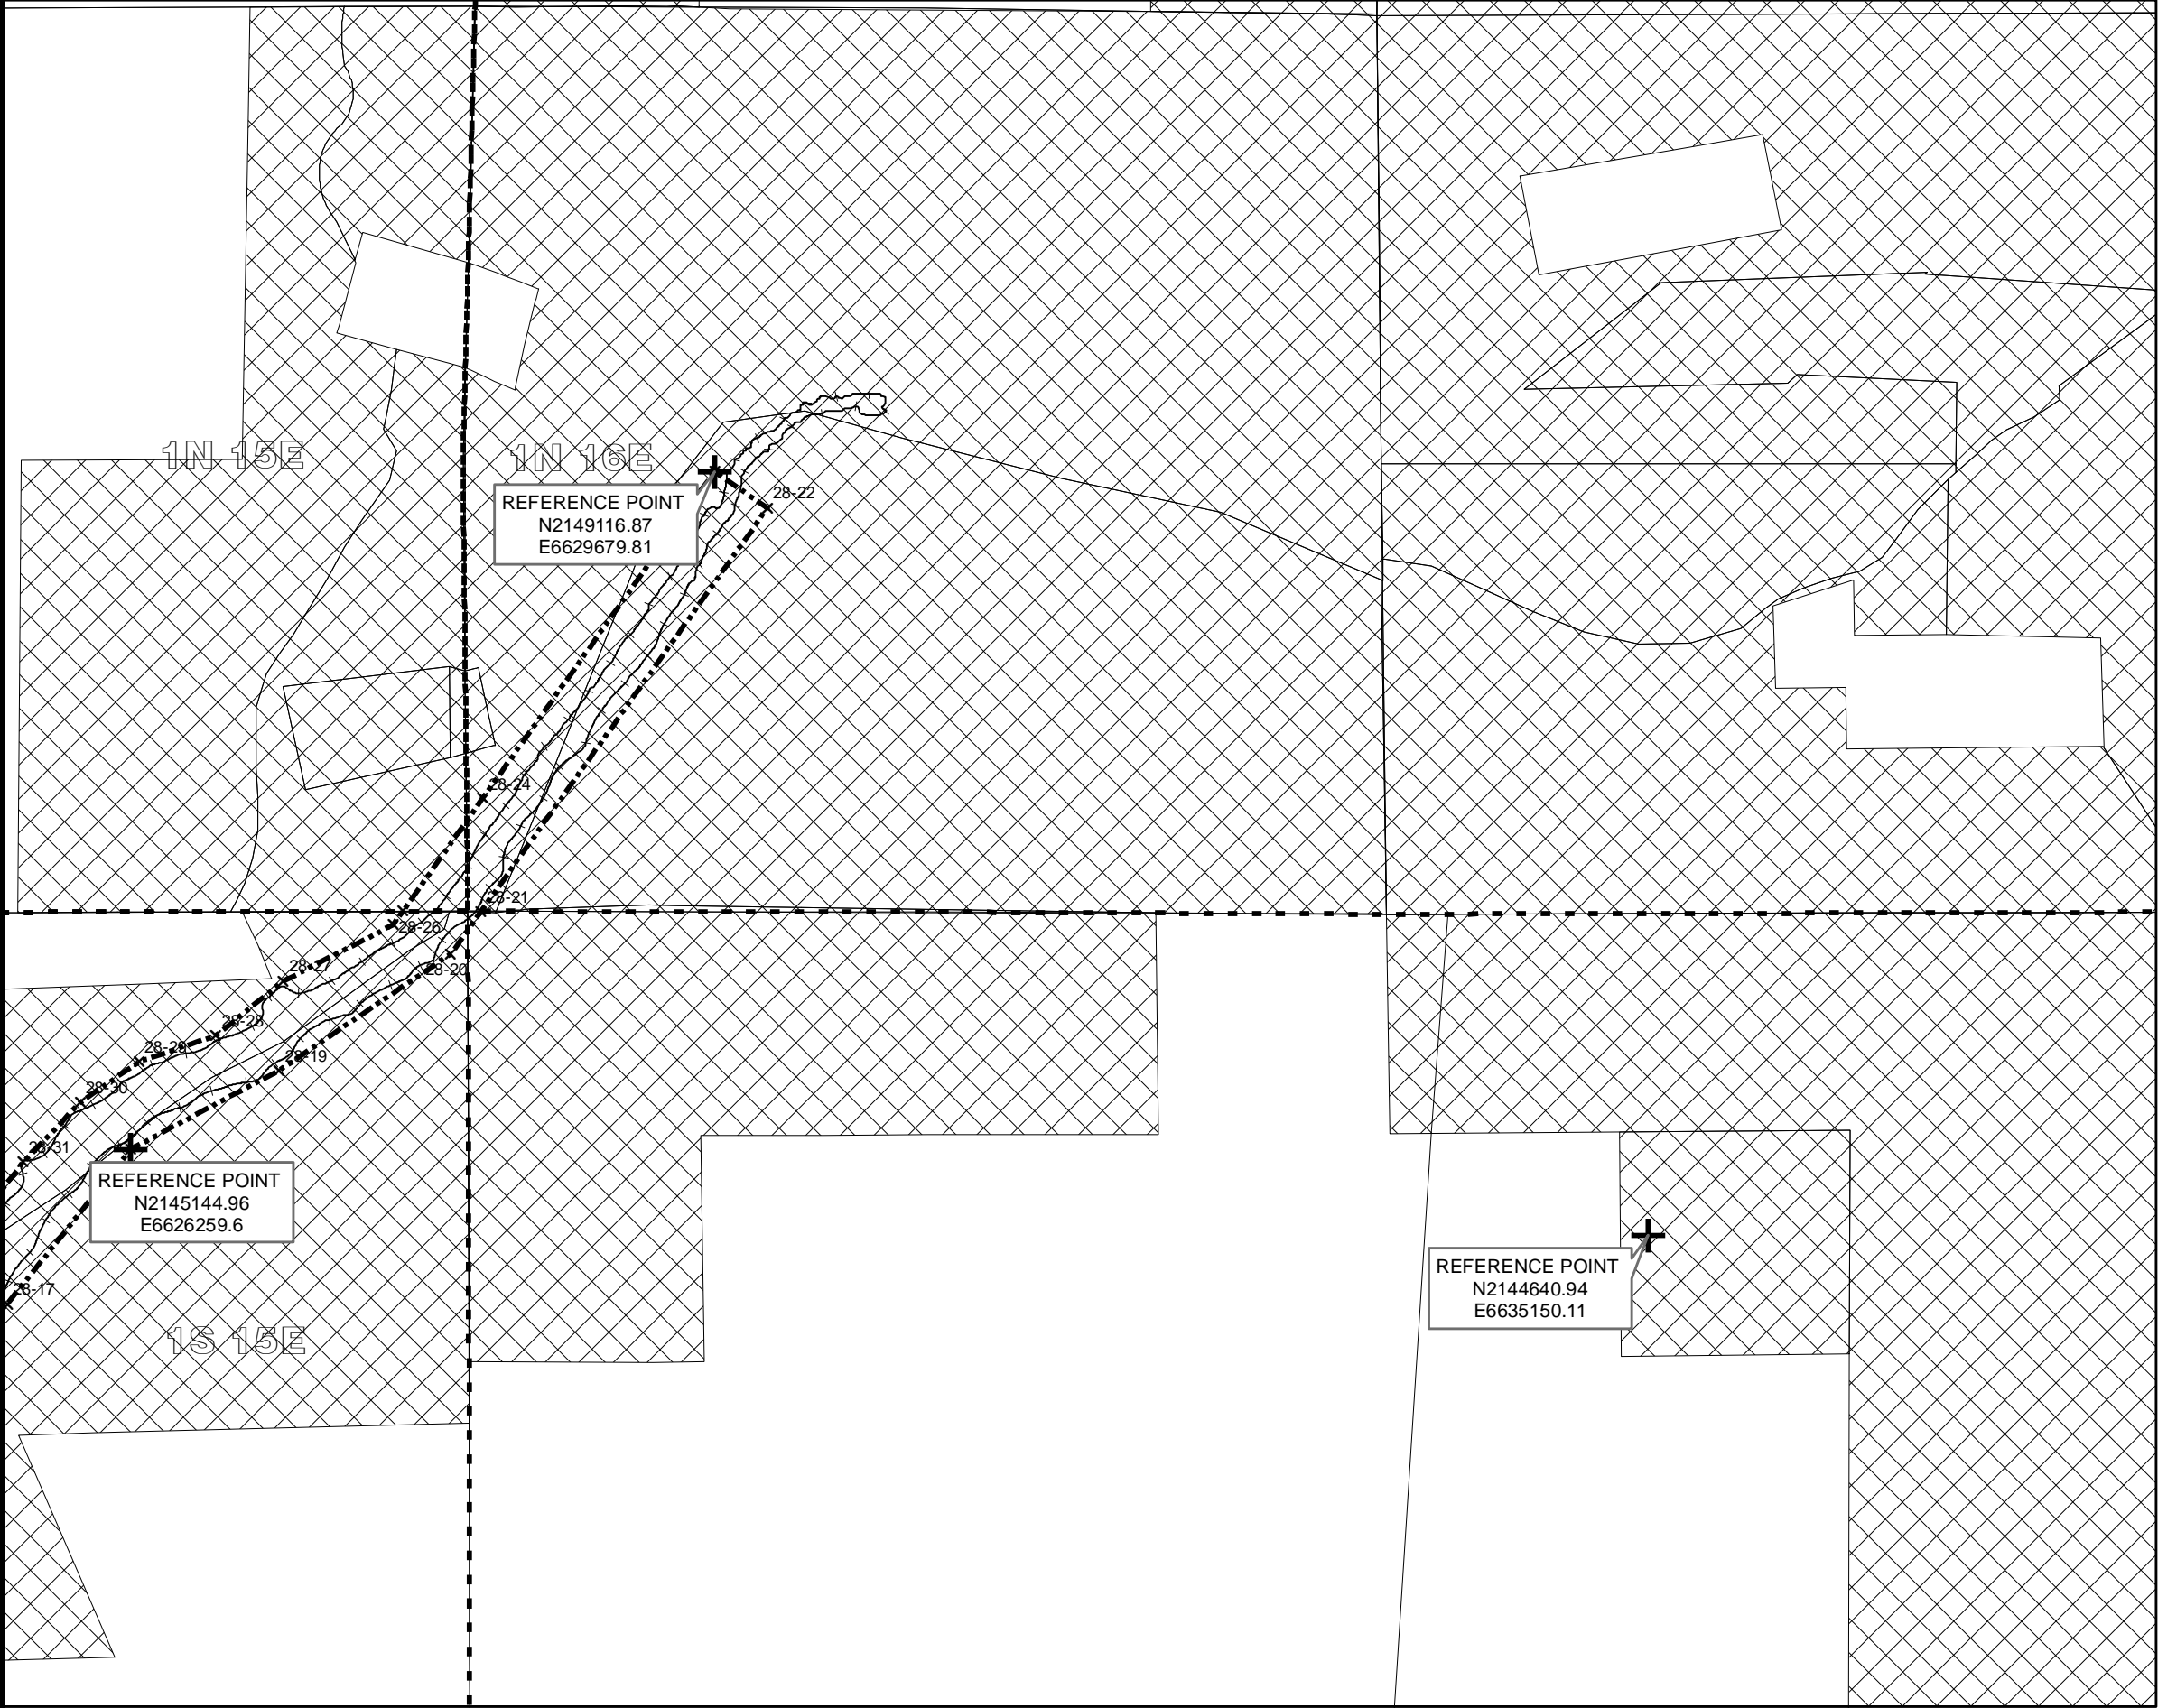 1N 15E
1N 16E
REFERENCE POINT
N2149116.87
E6629679.81
28-22
28-24
28-21
28-26
28-20
28-27
28-28
28-29
28-19
28-30
28-31
REFERENCE POINT
N2145144.96
E6626259.6
28-17
1S 15E
REFERENCE POINT
N2144640.94
E6635150.11